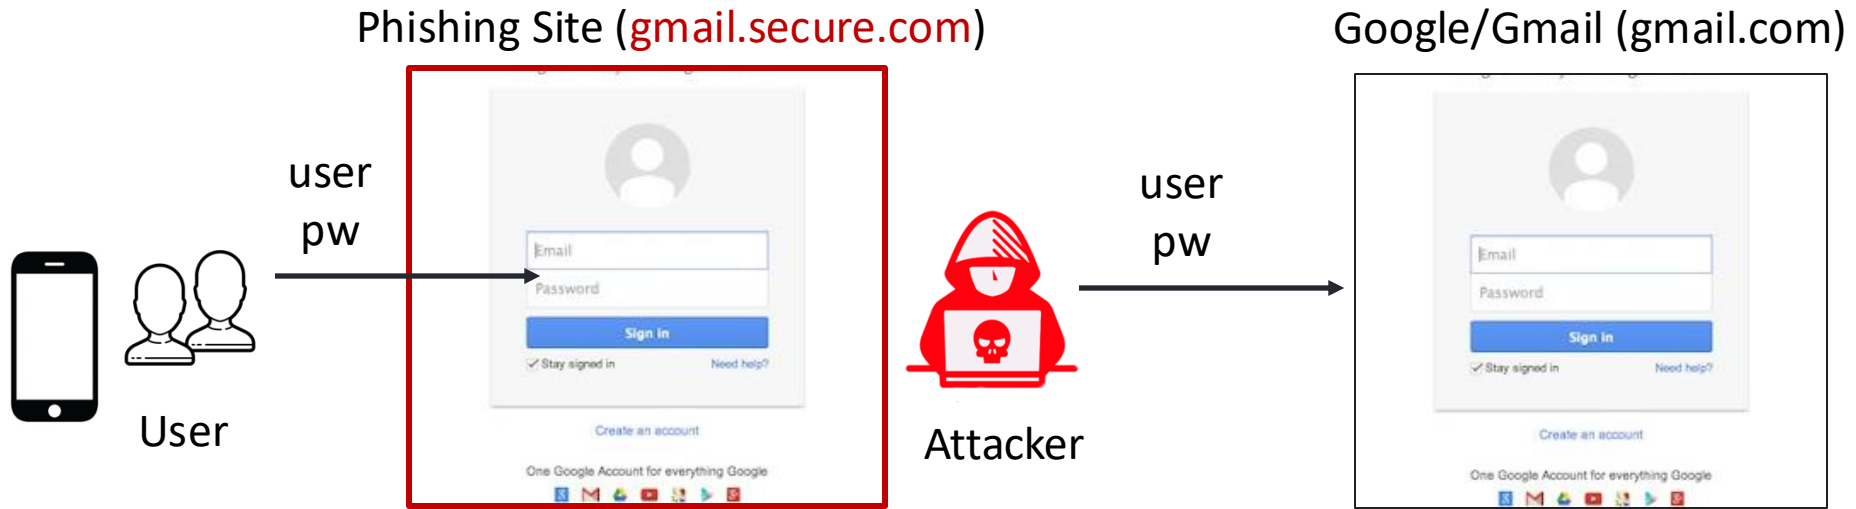 Phishing Site (gmail.secure.com)
Google/Gmail (gmail.com)
user
pw
User
Email
Password
Sign in
Stay signed in
Need help?
Create an account
One Google Account for everything Google
Attacker
user
pw
Email
Password
Sign in
Stay signed in
Need help?
Create an account
One Google Account for everything Google